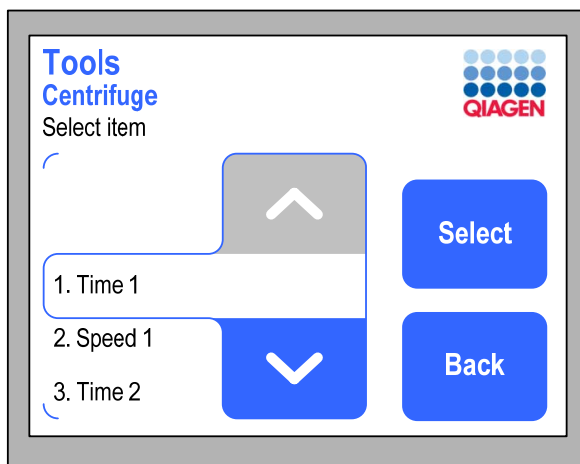 Tools
Centrifuge
Select item
QIAGEN
1. Time 1
2. Speed 1
3. Time 2
Select
Back